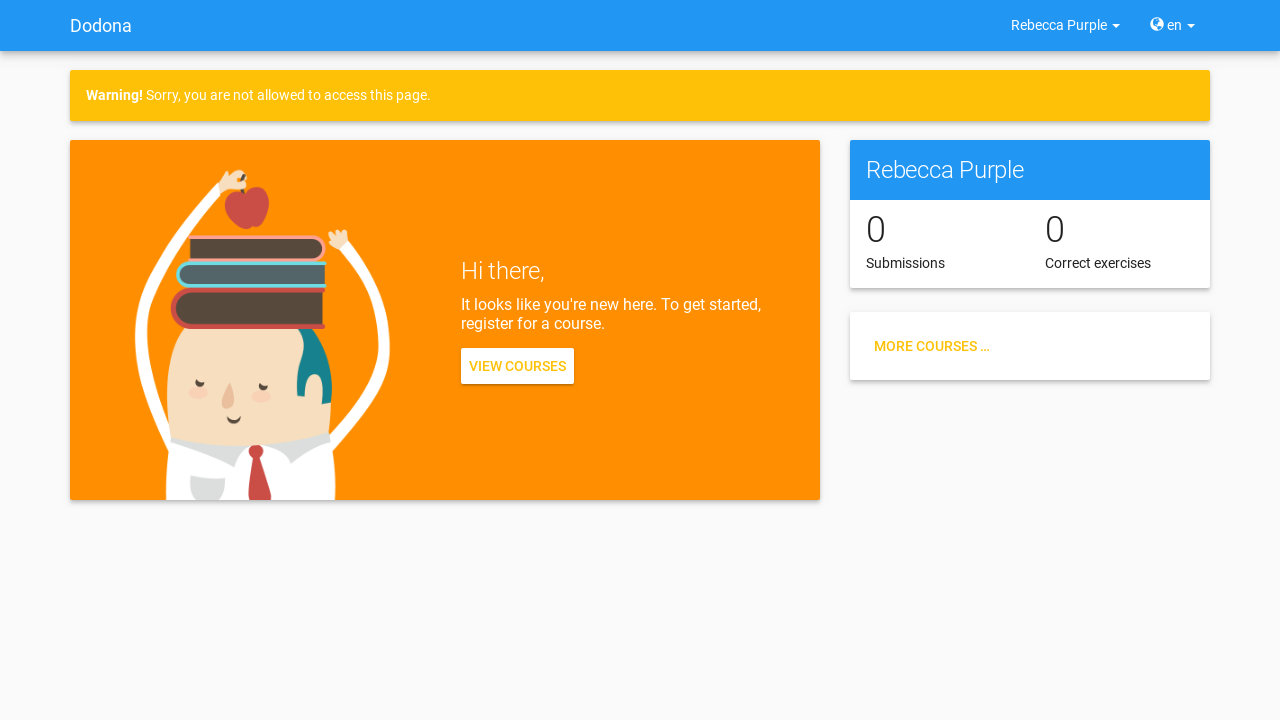 Dodona
Rebecca Purple
en
Warning! Sorry, you are not allowed to access this page.
Hi there,
It looks like you're new here. To get started,
register for a course.
VIEW COURSES
Rebecca Purple
0
Submissions
0
Correct exercises
MORE COURSES …